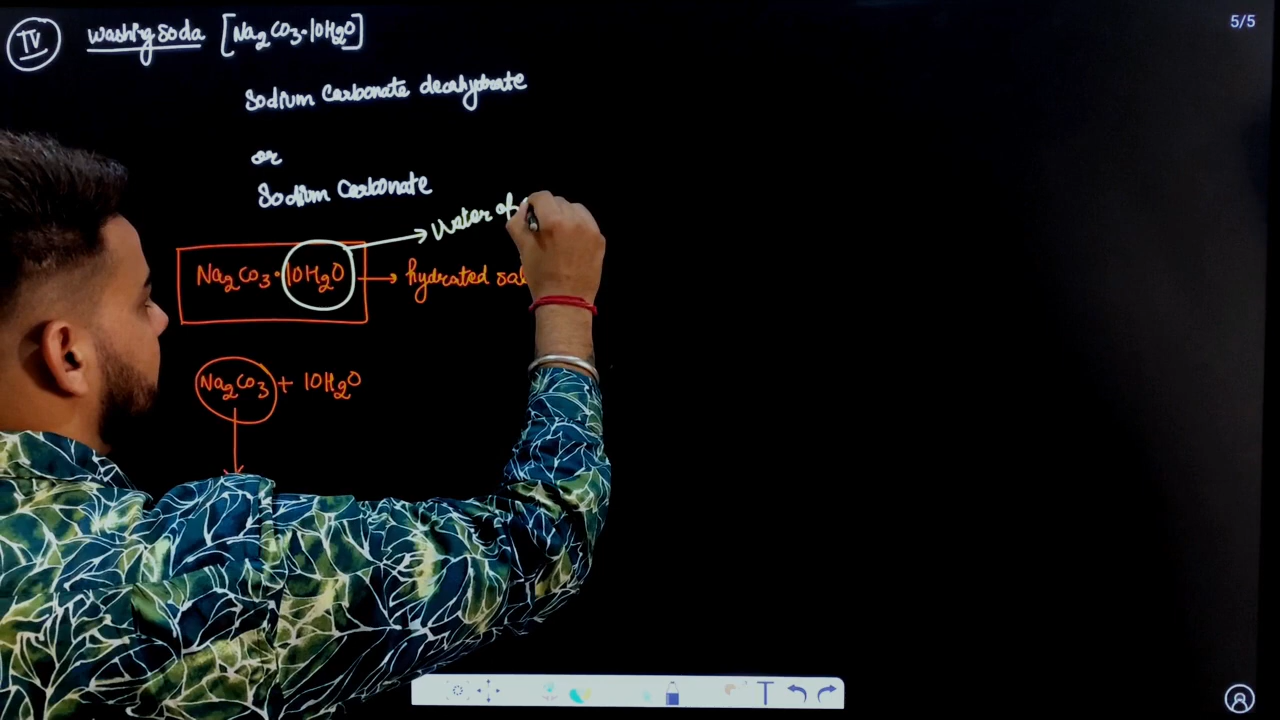 IV washing soda [Na2CO3·10H2O]
5/5
Sodium Carbonate decahydrate
or
Sodium Carbonate
Water of
Na2CO3·10H2O → hydrated sal
Na2CO3 + 10H2O
T